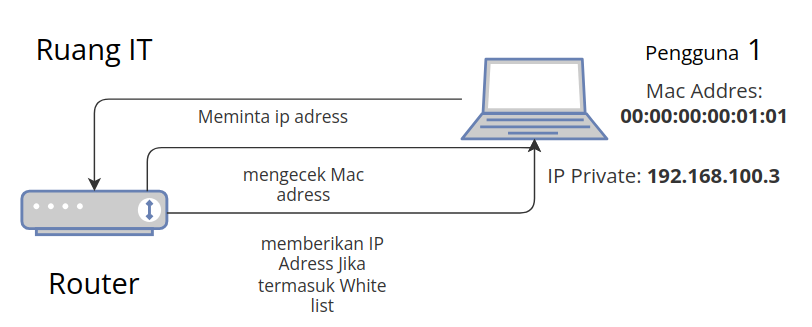 Ruang IT
Pengguna 1
Mac Addres:
00:00:00:00:01:01
Meminta ip adress
mengecek Mac
adress
IP Private: 192.168.100.3
memberikan IP
Adress Jika
termasuk White
list
Router